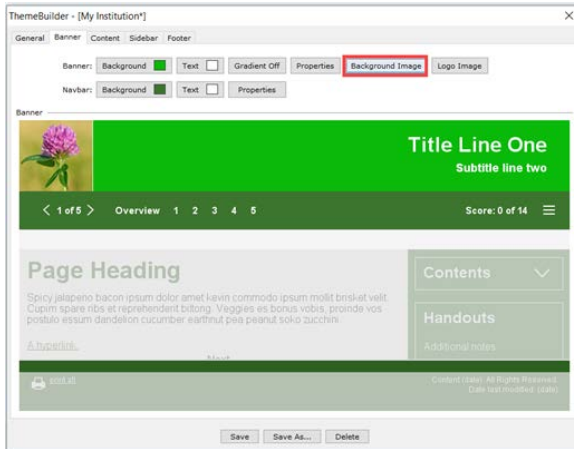 ThemeBuilder - [My Institution*]
General Banner Content Sidebar Footer
Banner: Background Text Gradient Off Properties Background Image Logo Image
Navbar: Background Text Properties
Banner
Title Line One
Subtitle line two
< 1 of 5 > Overview 1 2 3 4 5 Score: 0 of 14
Page Heading
Spicy jalapeno bacon ipsum dolor amet kevin commodo ipsum mollit brisket velit.
Cupim spare ribs et reprehenderit biltong. Veggies es bonus vobis, proinde vos
postulo essum dandelion cucumber earthnut pea peanut soko zucchini.
A hyperlink.
Next
Contents
Handouts
Additional notes
print all
Content (date). All Rights Reserved.
Date last modified: (date)
Save Save As... Delete